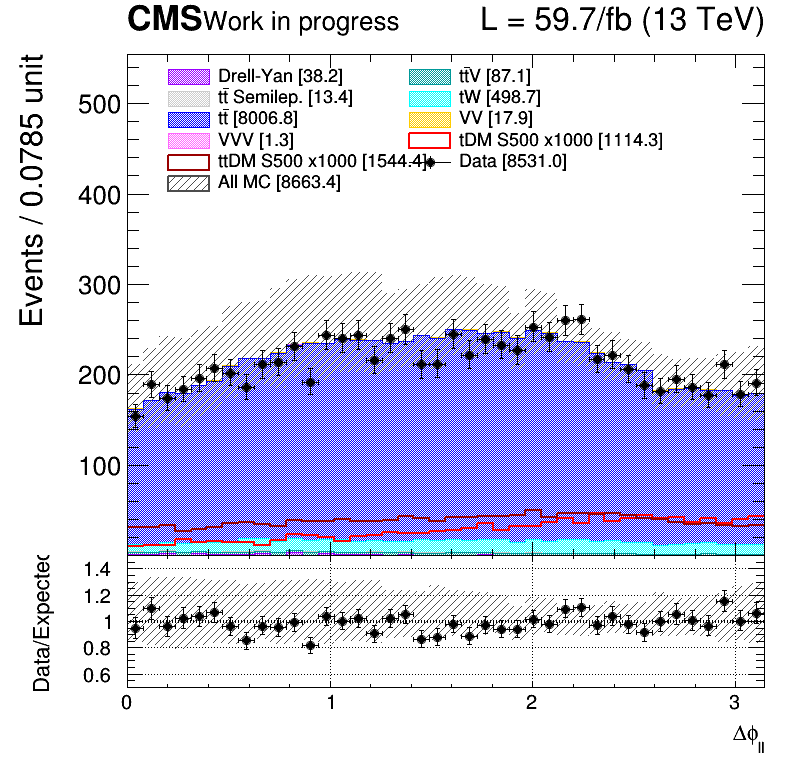 CMS Work in progress L = 59.7/fb (13 TeV)
Events / 0.0785 unit
500
400
300
200
100
Drell-Yan [38.2] tt̄V [87.1]
tt̄ Semilep. [13.4] tW [498.7]
tt̄ [8006.8] VV [17.9]
VVV [1.3] tDM S500 x1000 [1114.3]
ttDM S500 x1000 [1544.4] Data [8531.0]
All MC [8663.4]
Data/Expected
1.4
1.2
1
0.8
0.6
0 1 2 3
Δϕll